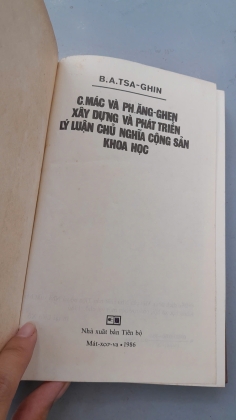 B.A.TSA-GHIN
C.MÁC VÀ PH.ĂNG-GHEN
XÂY DỰNG VÀ PHÁT TRIỂN
LÝ LUẬN CHỦ NGHĨA CỘNG SẢN
KHOA HỌC
Nhà xuất bản Tiến bộ
Mát-xcơ-va • 1986